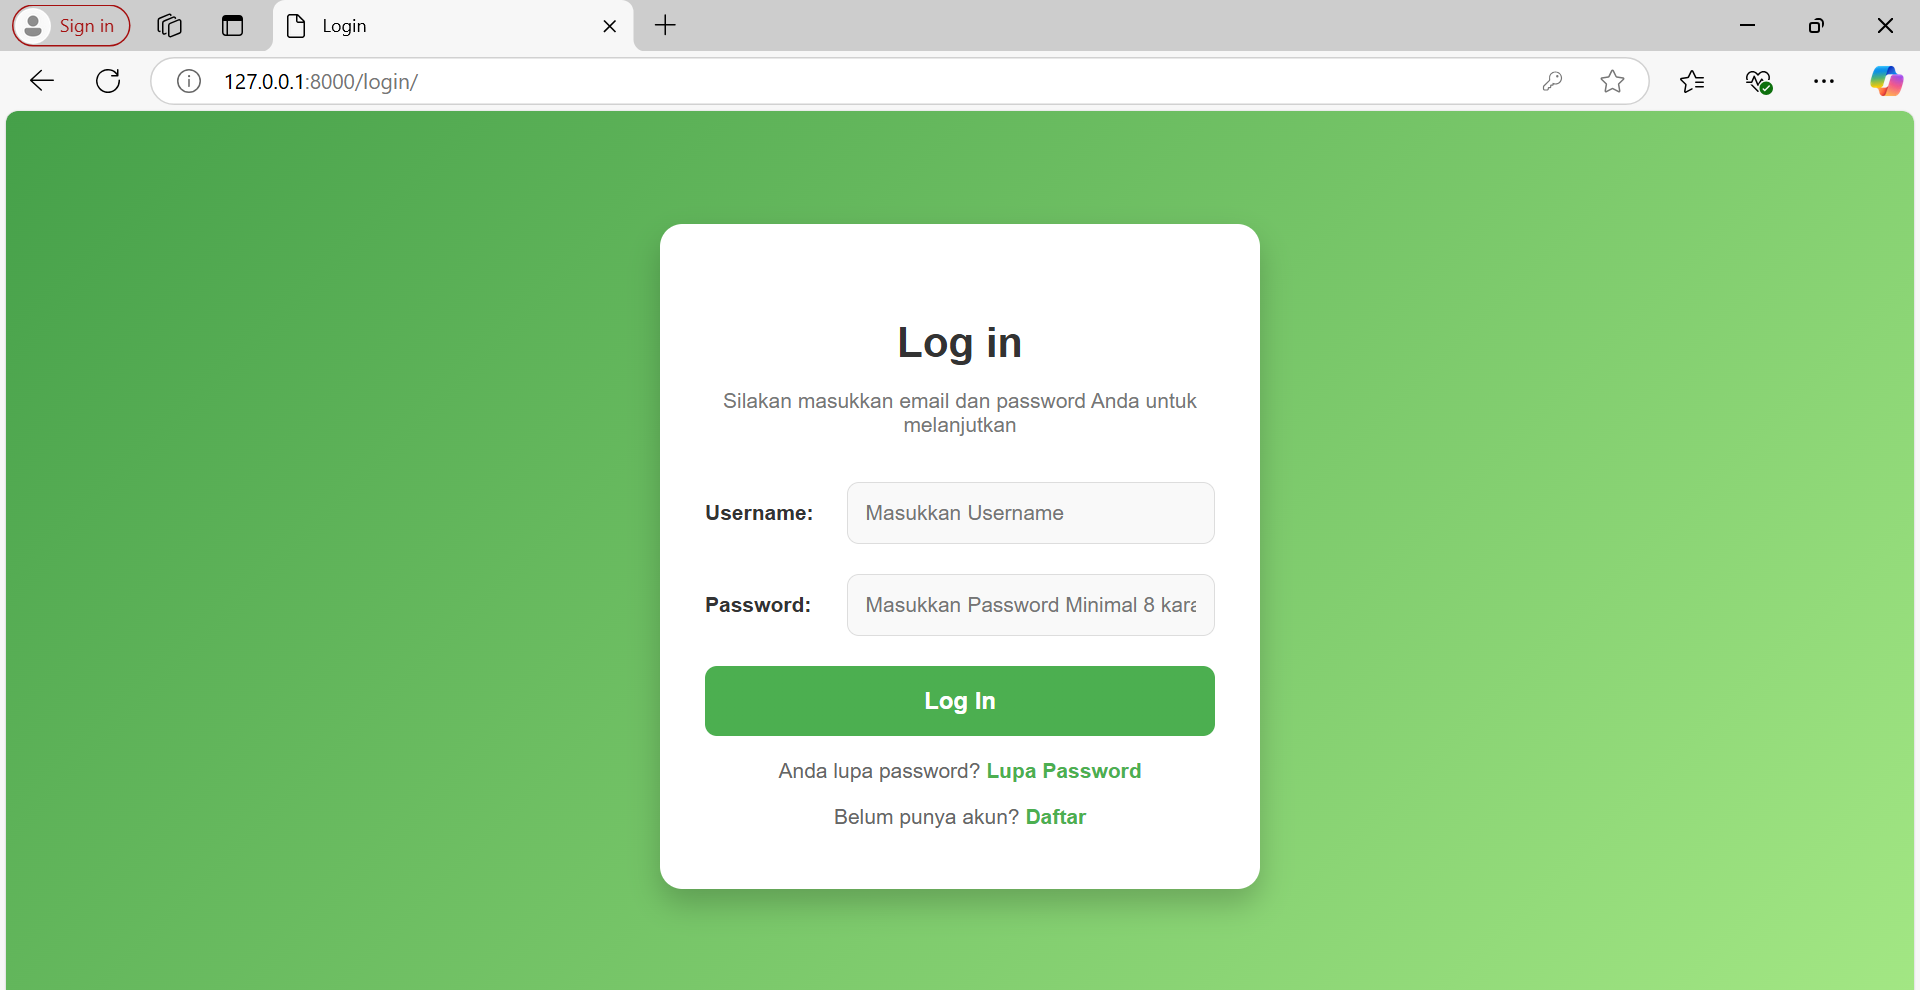 Sign in
Login
127.0.0.1:8000/login/
Log in
Silakan masukkan email dan password Anda untuk
melanjutkan
Username:
Masukkan Username
Password:
Masukkan Password Minimal 8 kara
Log In
Anda lupa password? Lupa Password
Belum punya akun? Daftar